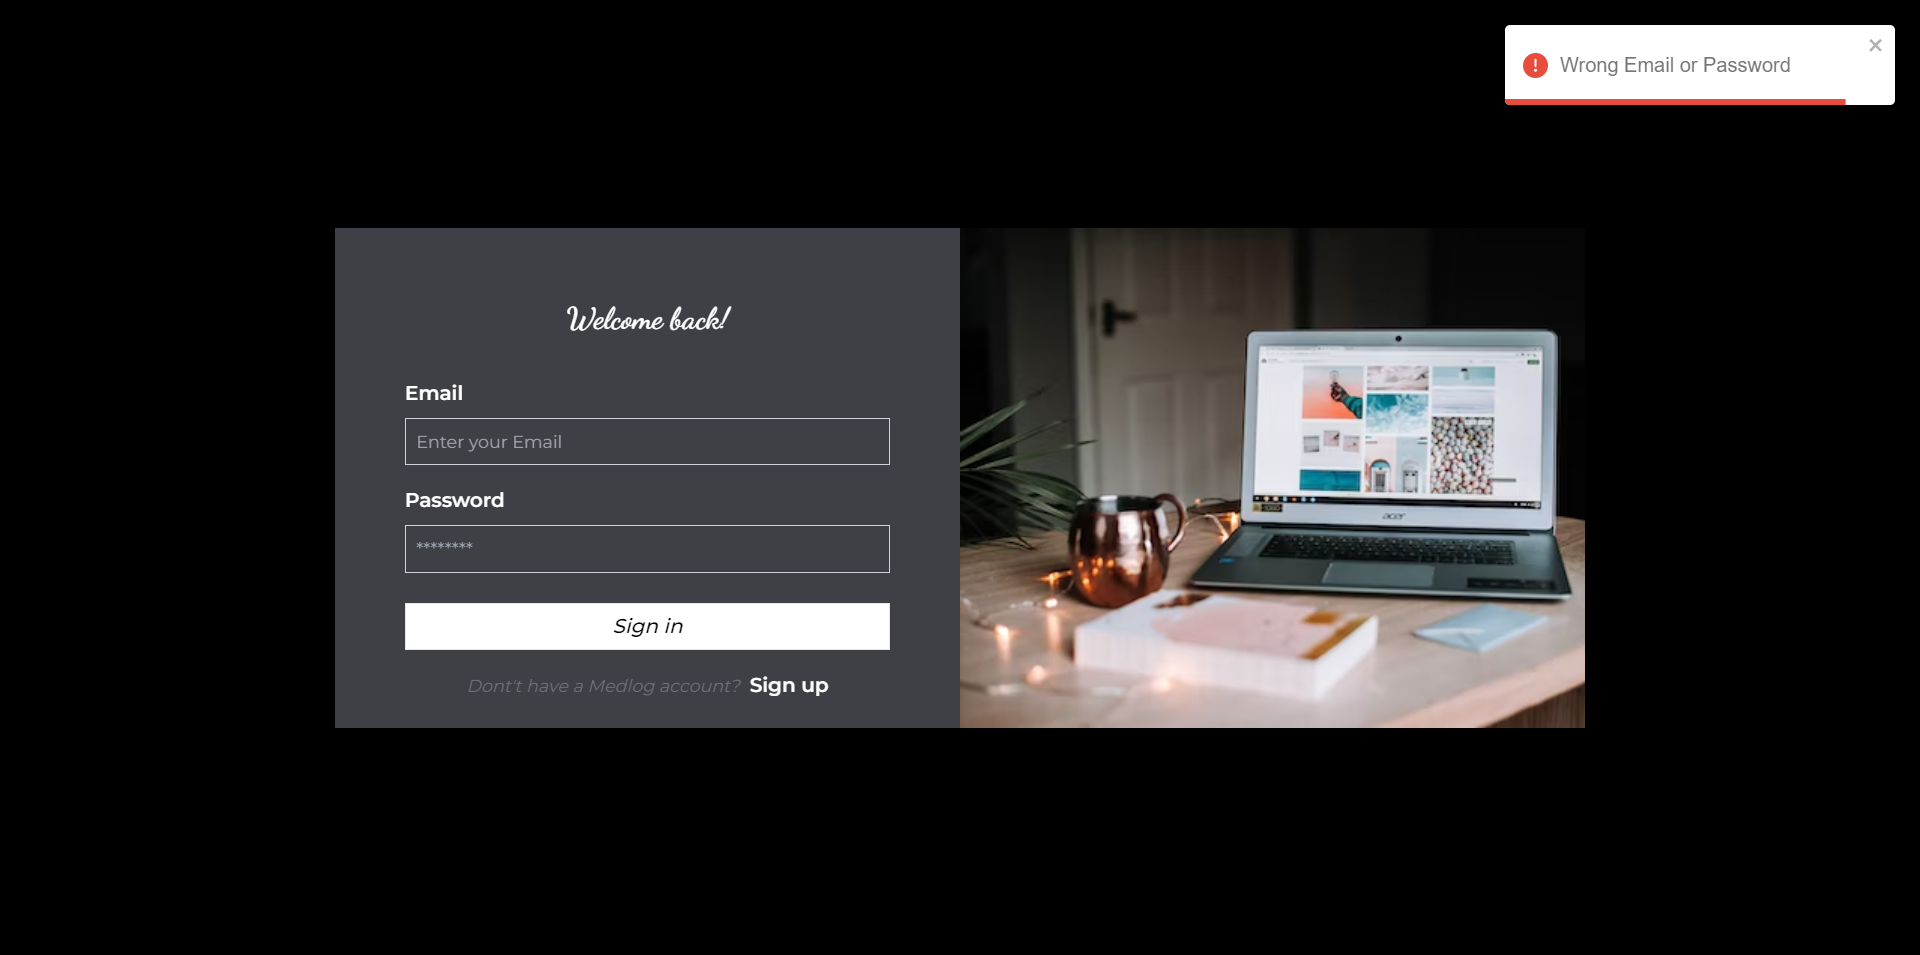 Wrong Email or Password
Welcome back!
Email
Enter your Email
Password
********
Sign in
Dont't have a Medlog account? Sign up
acer